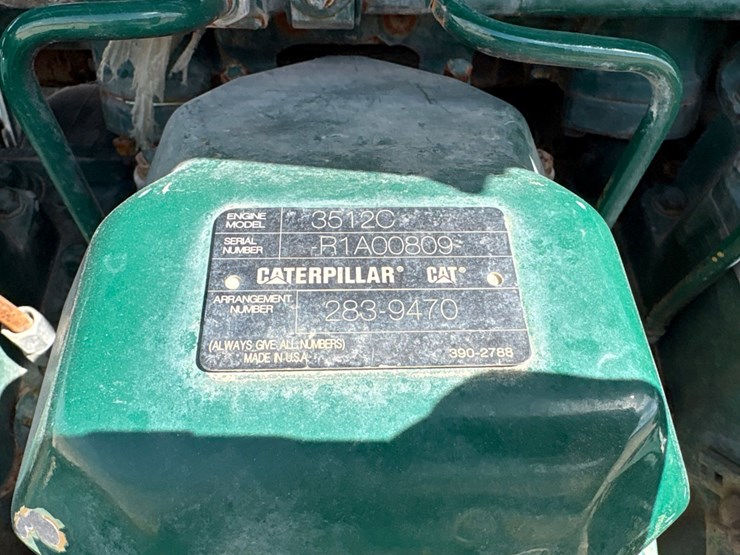 ENGINE MODEL 3512C
SERIAL NUMBER R1A00809
CATERPILLAR® CAT®
ARRANGEMENT NUMBER 283-9470
(ALWAYS GIVE ALL NUMBERS)
MADE IN U.S.A. 390-2788